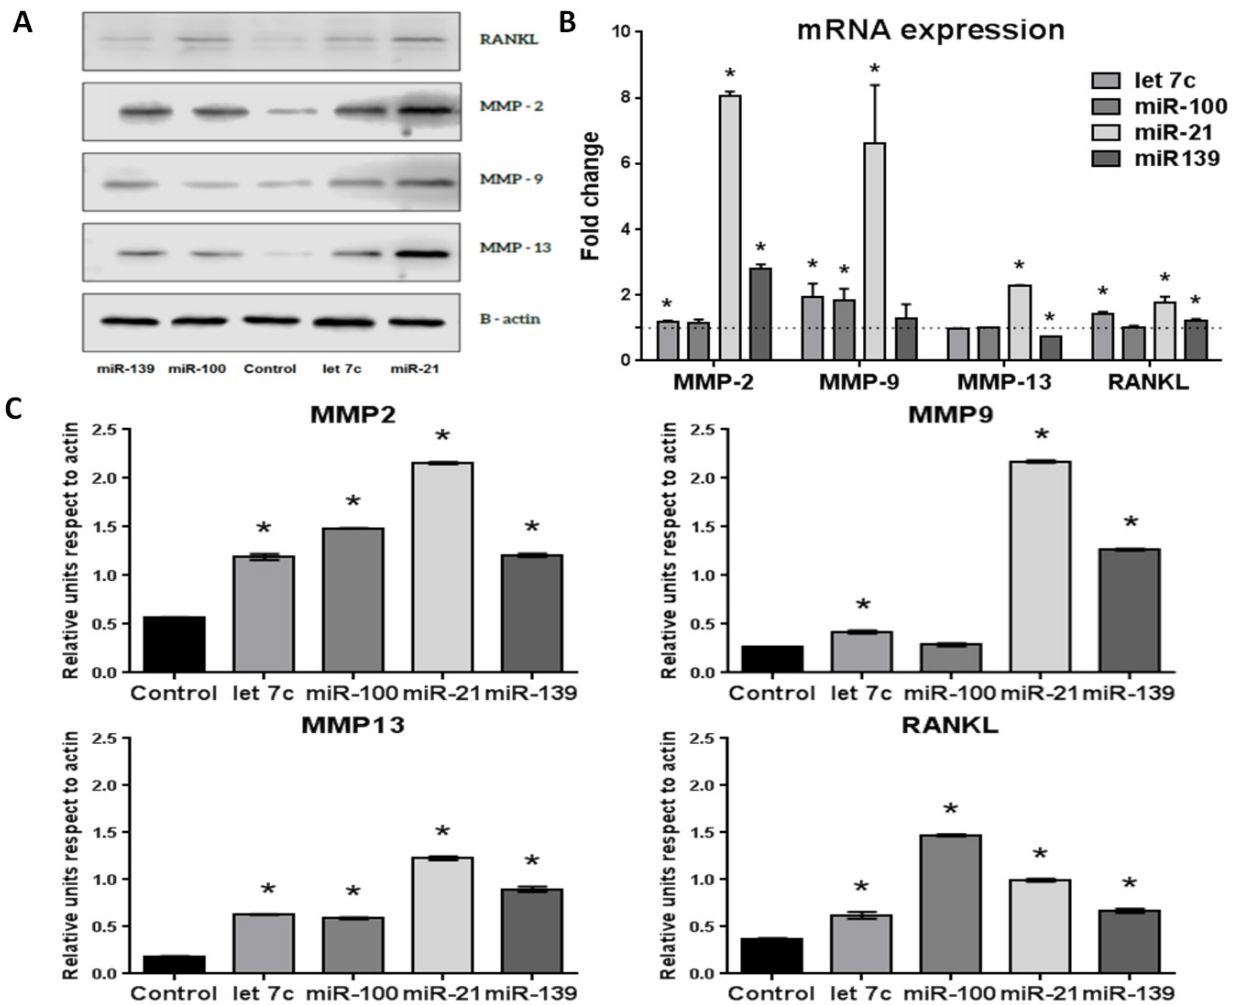 A
RANKL
MMP - 2
MMP - 9
MMP - 13
B - actin
miR-139 miR-100 Control let 7c miR-21
B
mRNA expression
10
8
6
4
2
0
Fold change
let 7c
miR-100
miR-21
miR139
* * * * * * * * * * * *
MMP-2 MMP-9 MMP-13 RANKL
C
MMP2
2.5
2.0
1.5
1.0
0.5
0.0
Relative units respect to actin
* * * *
Control let 7c miR-100 miR-21 miR-139
MMP9
2.5
2.0
1.5
1.0
0.5
0.0
Relative units respect to actin
* * *
Control let 7c miR-100 miR-21 miR-139
MMP13
2.5
2.0
1.5
1.0
0.5
0.0
Relative units respect to actin
* * * *
Control let 7c miR-100 miR-21 miR-139
RANKL
2.5
2.0
1.5
1.0
0.5
0.0
Relative units respect to actin
* * * *
Control let 7c miR-100 miR-21 miR-139